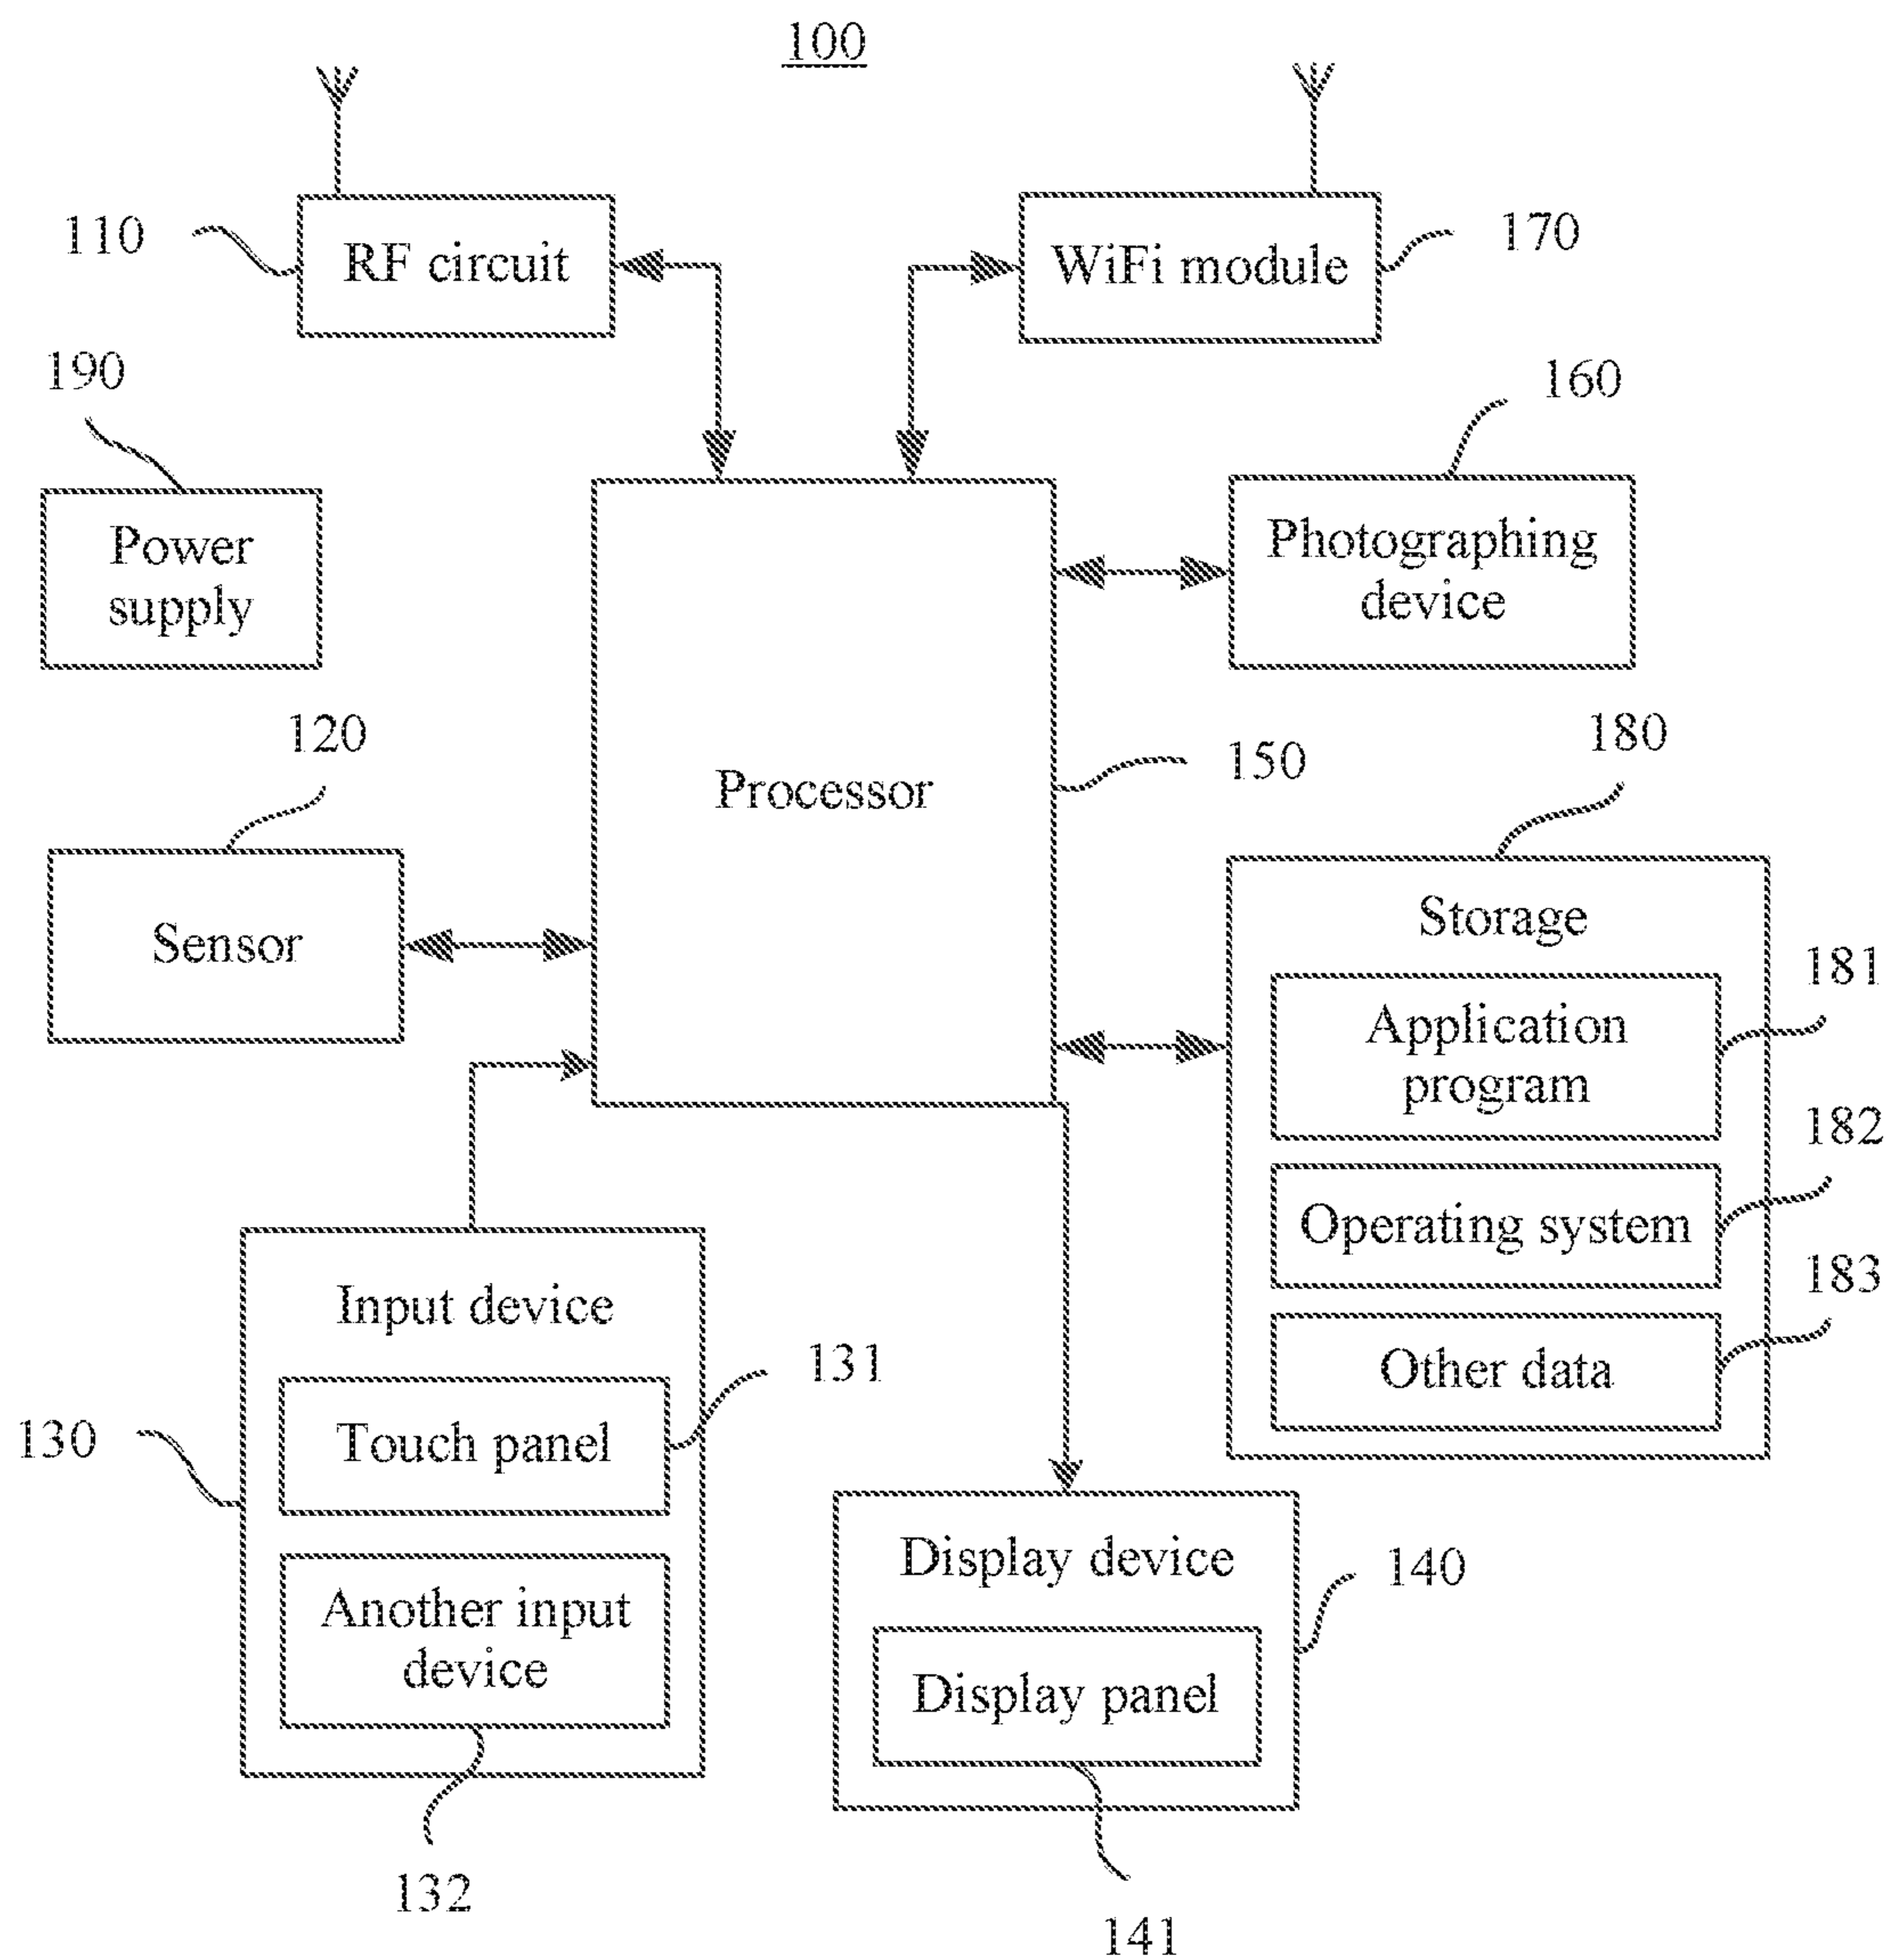 100
110
RF circuit
WiFi module
170
190
160
Power
supply
Photographing
device
120
Processor
150
180
Sensor
Storage
181
Application
program
182
Operating system
183
Other data
Input device
131
130
Touch panel
Another input
device
132
Display device
140
Display panel
141